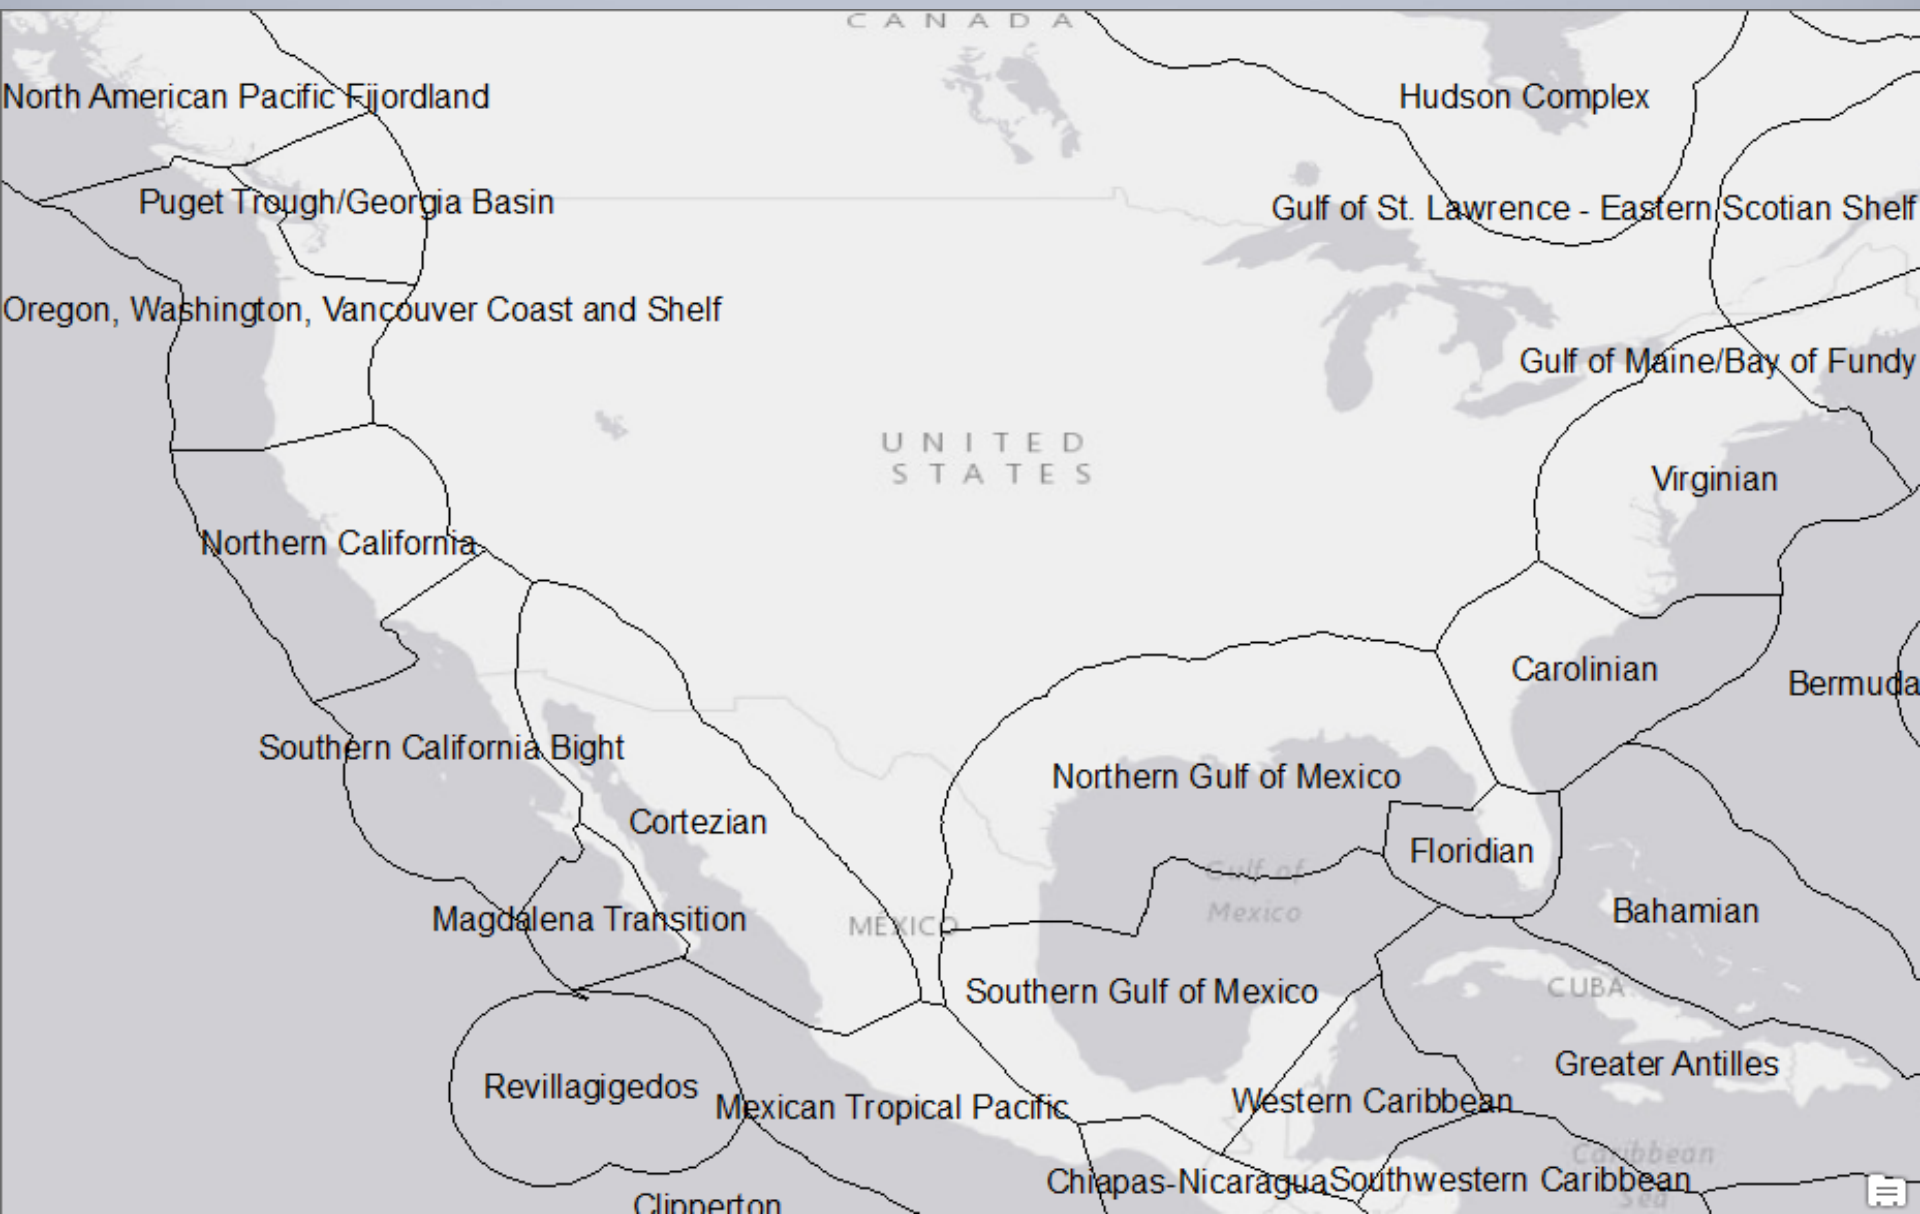 CANADA
North American Pacific Fijordland
Hudson Complex
Puget Trough/Georgia Basin
Gulf of St. Lawrence - Eastern Scotian Shelf
Oregon, Washington, Vancouver Coast and Shelf
Gulf of Maine/Bay of Fundy
UNITED
STATES
Virginian
Northern California
Carolinian
Bermuda
Southern California Bight
Northern Gulf of Mexico
Cortezian
Floridian
Gulf of
Mexico
Bahamian
Magdalena Transition
MÉXICO
Southern Gulf of Mexico
CUBA
Greater Antilles
Revillagigedos
Mexican Tropical Pacific
Western Caribbean
Caribbean
Sea
Chiapas-Nicaragua
Southwestern Caribbean
Clipperton